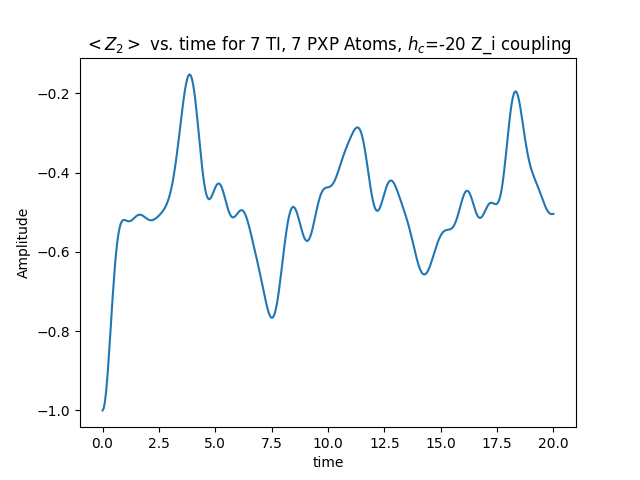 < Z₂ > vs. time for 7 TI, 7 PXP Atoms, h_c=-20 Z_i coupling
−0.2
−0.4
−0.6
−0.8
−1.0
Amplitude
0.0 2.5 5.0 7.5 10.0 12.5 15.0 17.5 20.0
time